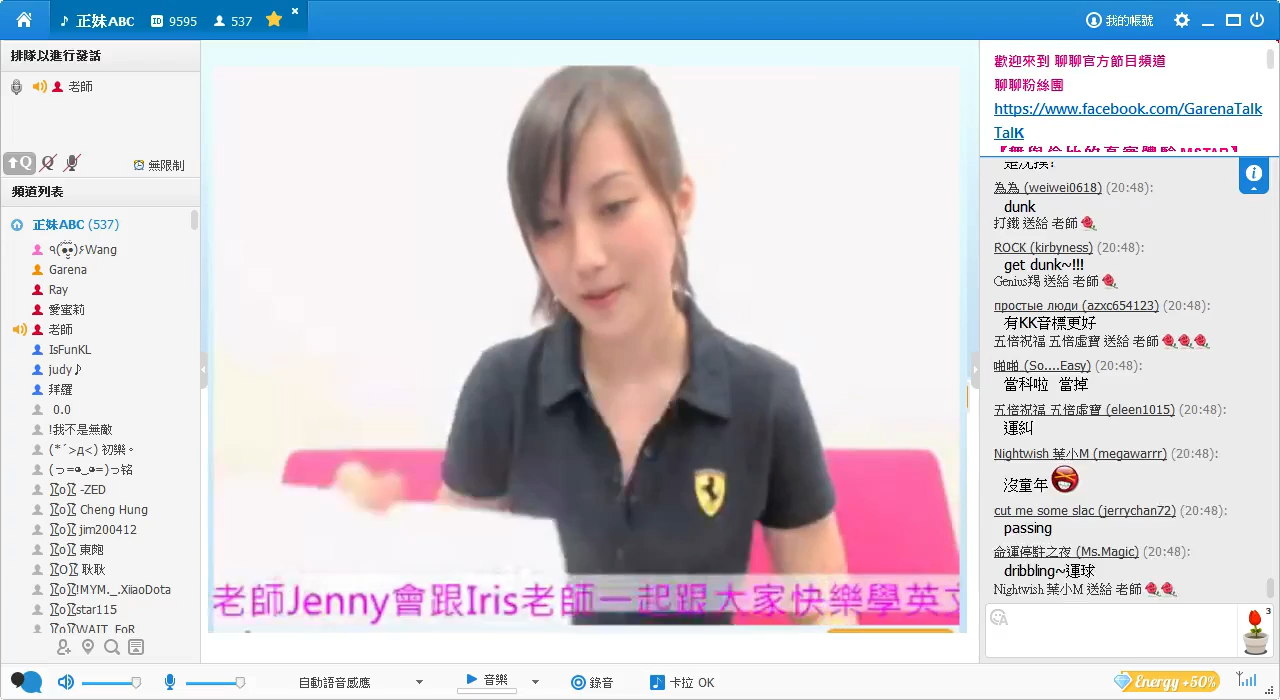 正妹ABC
ID 9595
537
我的帳號
排隊以進行發話
老師
Q
無限制
頻道列表
正妹ABC (537)
Wang
Garena
Ray
愛蜜莉
老師
IsFunKL
judy♪
拜羅
0.0
!我不是無敵
(*´>д<) 初樂。
-ZED
Cheng Hung
jim200412
東皰
耿耿
IMYM._.XiiaoDota
star115
WAIT_FoR
老師Jenny會跟Iris老師一起跟大家快樂學英文
歡迎來到 聊聊官方節目頻道
聊聊粉絲團
https://www.facebook.com/GarenaTalk
TalK
為為 (weiwei0618) (20:48):
dunk
打鐵 送給 老師
ROCK (kirbyness) (20:48):
get dunk~!!!
Genius羯 送給 老師
простые люди (azxc654123) (20:48):
有KK音標更好
五倍祝福 五倍虛寶 送給 老師
啪啪 (So....Easy) (20:48):
當科啦 當掉
五倍祝福 五倍虛寶 (eleen1015) (20:48):
運糾
Nightwish 葉小M (megawarrr) (20:48):
沒童年
cut me some slac (jerrychan72) (20:48):
passing
命運停駐之夜 (Ms.Magic) (20:48):
dribbling~運球
Nightwish 葉小M 送給 老師
3
自動語音感應
音樂
錄音
卡拉 OK
Energy +50%